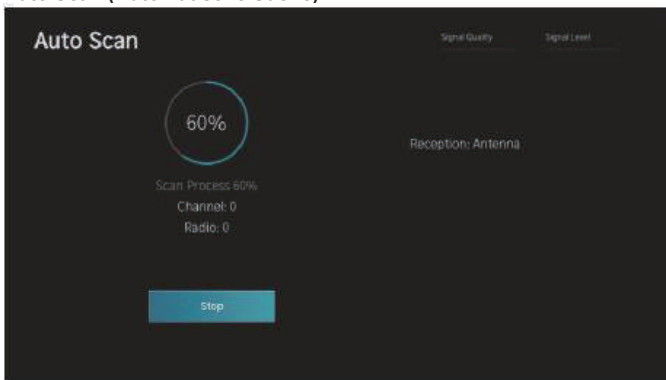 Auto Scan
Signal Quality
Signal Level
60%
Reception: Antenna
Scan Process 60%
Channel: 0
Radio: 0
Stop